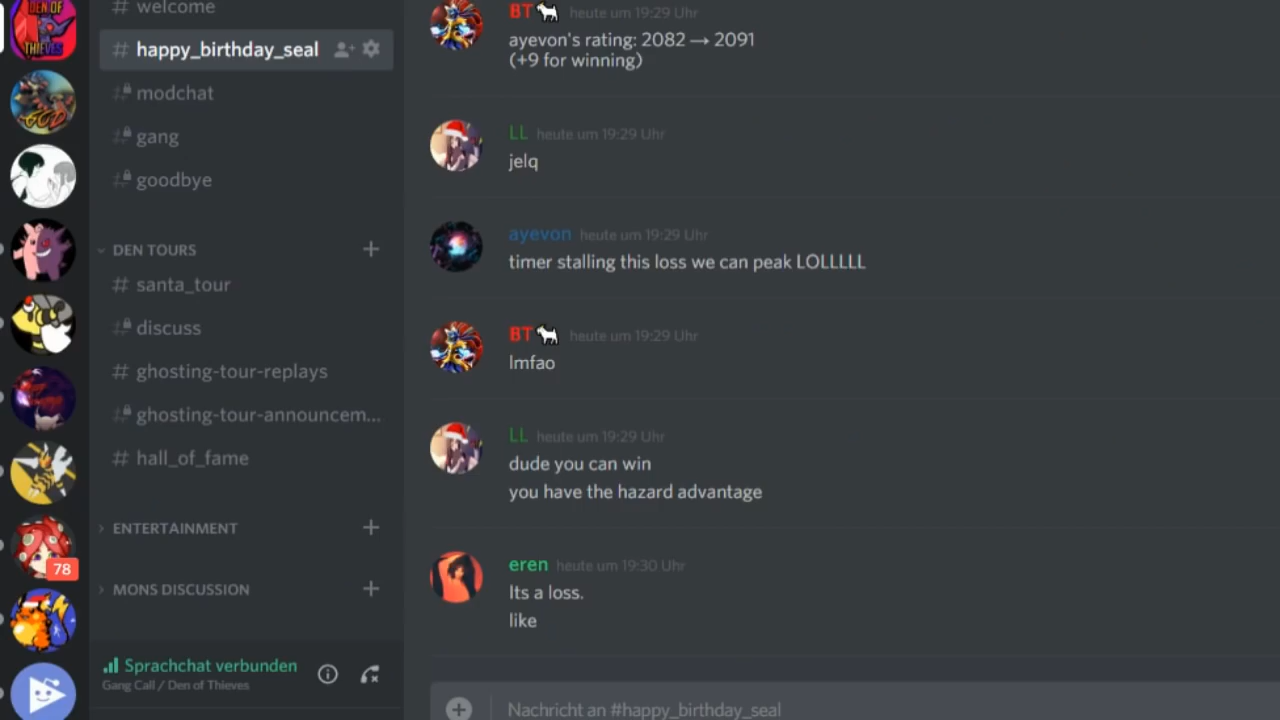 DEN OF
THIEVES
GOD
78
welcome
happy_birthday_seal
modchat
gang
goodbye
DEN TOURS
santa_tour
discuss
ghosting-tour-replays
ghosting-tour-announcem...
hall_of_fame
ENTERTAINMENT
MONS DISCUSSION
Sprachchat verbunden
Gang Call / Den of Thieves
BT heute um 19:29 Uhr
ayevon's rating: 2082 → 2091
(+9 for winning)
LL heute um 19:29 Uhr
jelq
ayevon heute um 19:29 Uhr
timer stalling this loss we can peak LOLLLLL
BT heute um 19:29 Uhr
lmfao
LL heute um 19:29 Uhr
dude you can win
you have the hazard advantage
eren heute um 19:30 Uhr
Its a loss.
like
Nachricht an #happy_birthday_seal